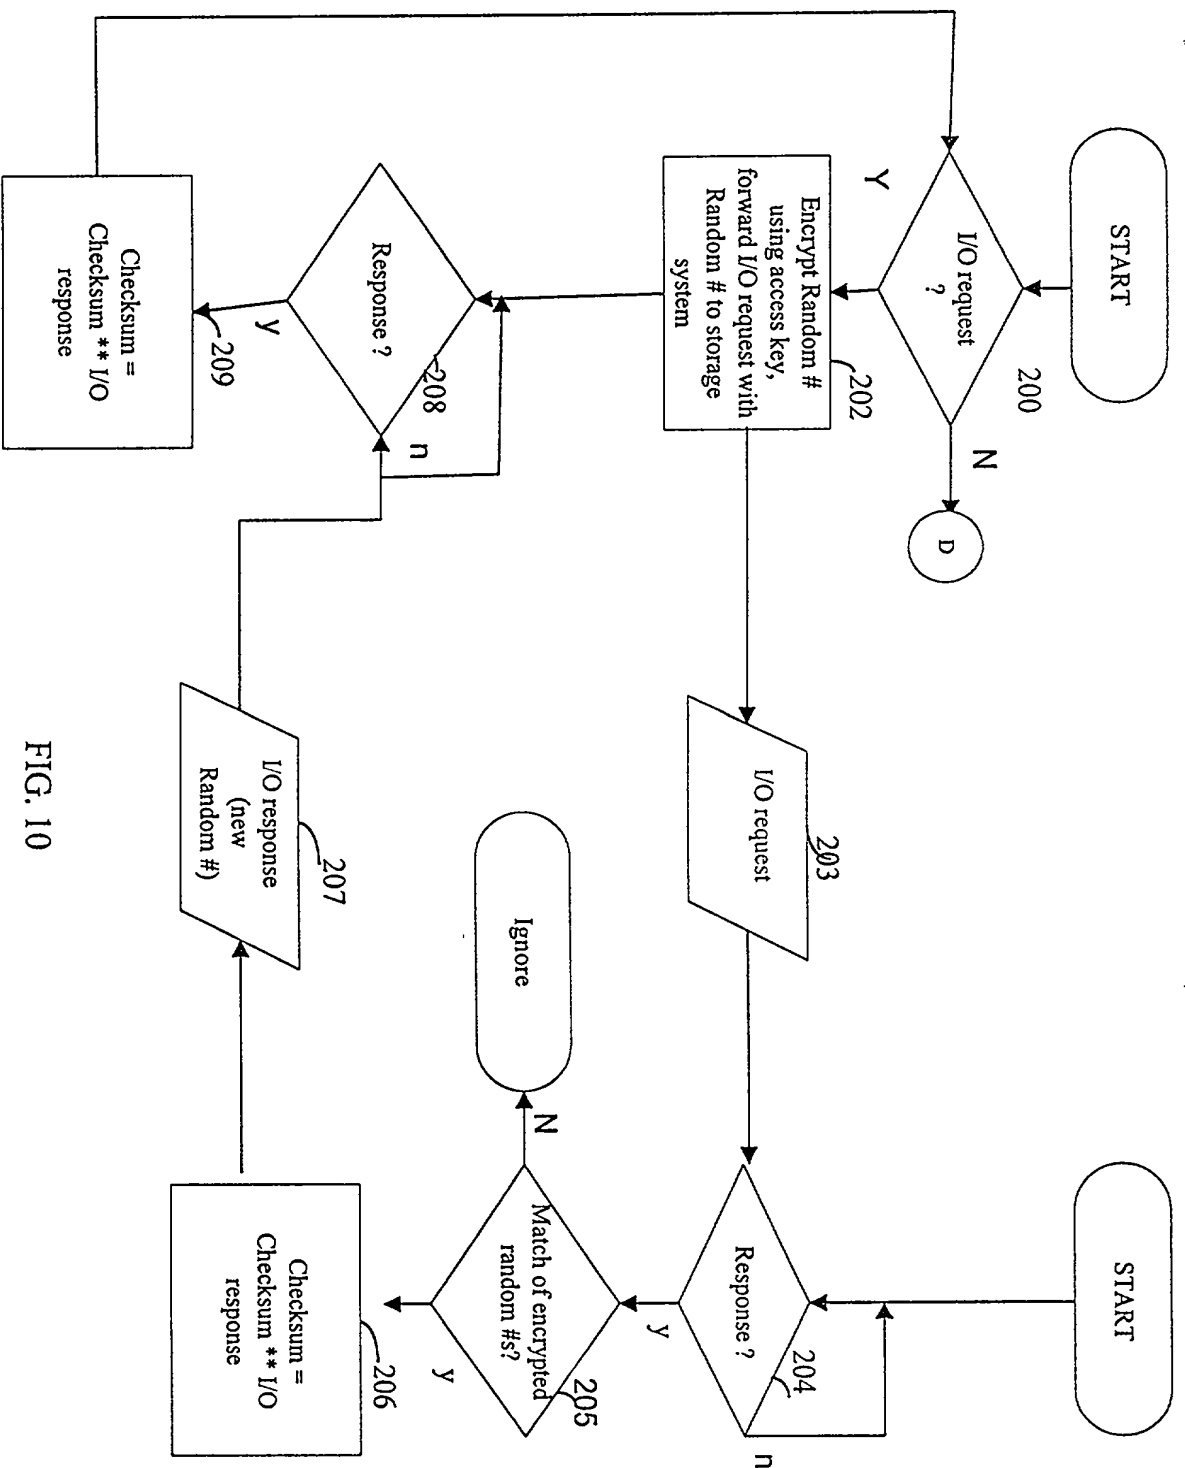 START
I/O request
?
200
N
D
Y
Encrypt Random #
using access key,
forward I/O request with
Random # to storage
system
202
Response ?
208
n
y
209
Checksum =
Checksum ** I/O
response
I/O request
203
I/O response
(new
Random #)
207
START
Response ?
204
n
y
Match of encrypted
random #s?
205
N
Ignore
y
206
Checksum =
Checksum ** I/O
response
FIG. 10